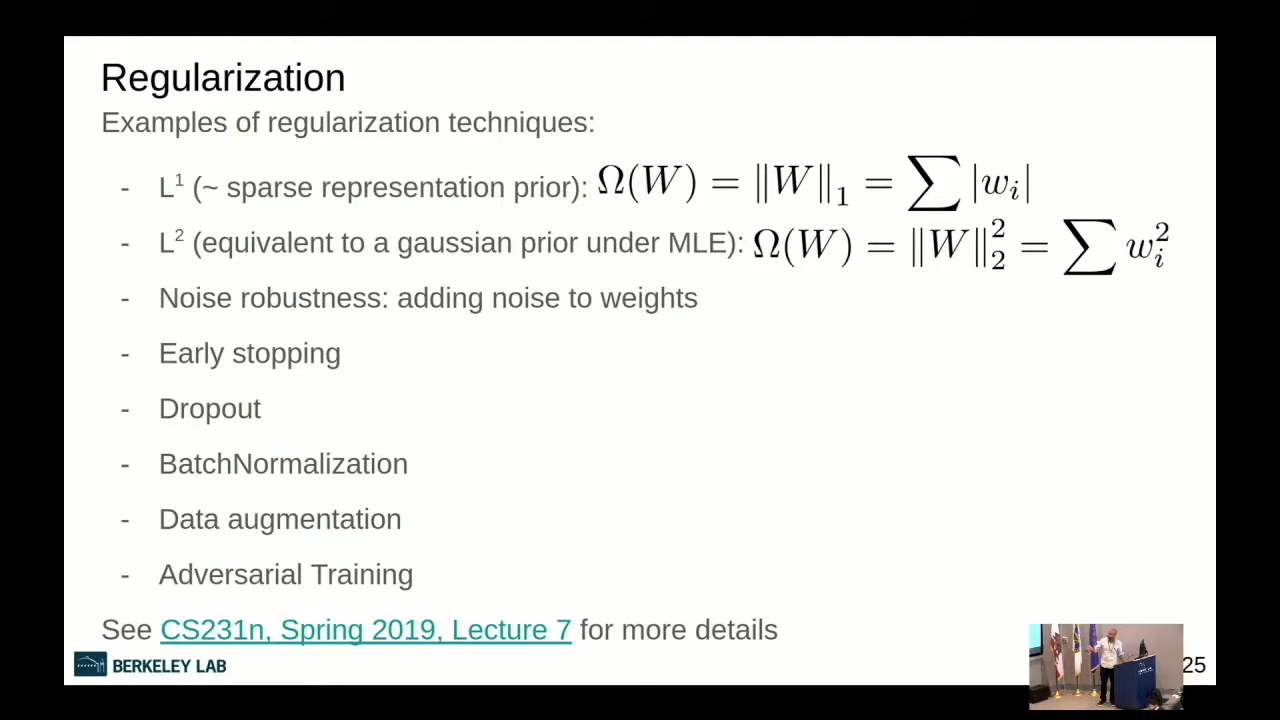 Regularization
Examples of regularization techniques:
- L¹ (~ sparse representation prior): Ω(W) = ‖W‖₁ = ∑ |wᵢ|
- L² (equivalent to a gaussian prior under MLE): Ω(W) = ‖W‖₂² = ∑ wᵢ²
- Noise robustness: adding noise to weights
- Early stopping
- Dropout
- BatchNormalization
- Data augmentation
- Adversarial Training
See CS231n, Spring 2019, Lecture 7 for more details
BERKELEY LAB
25